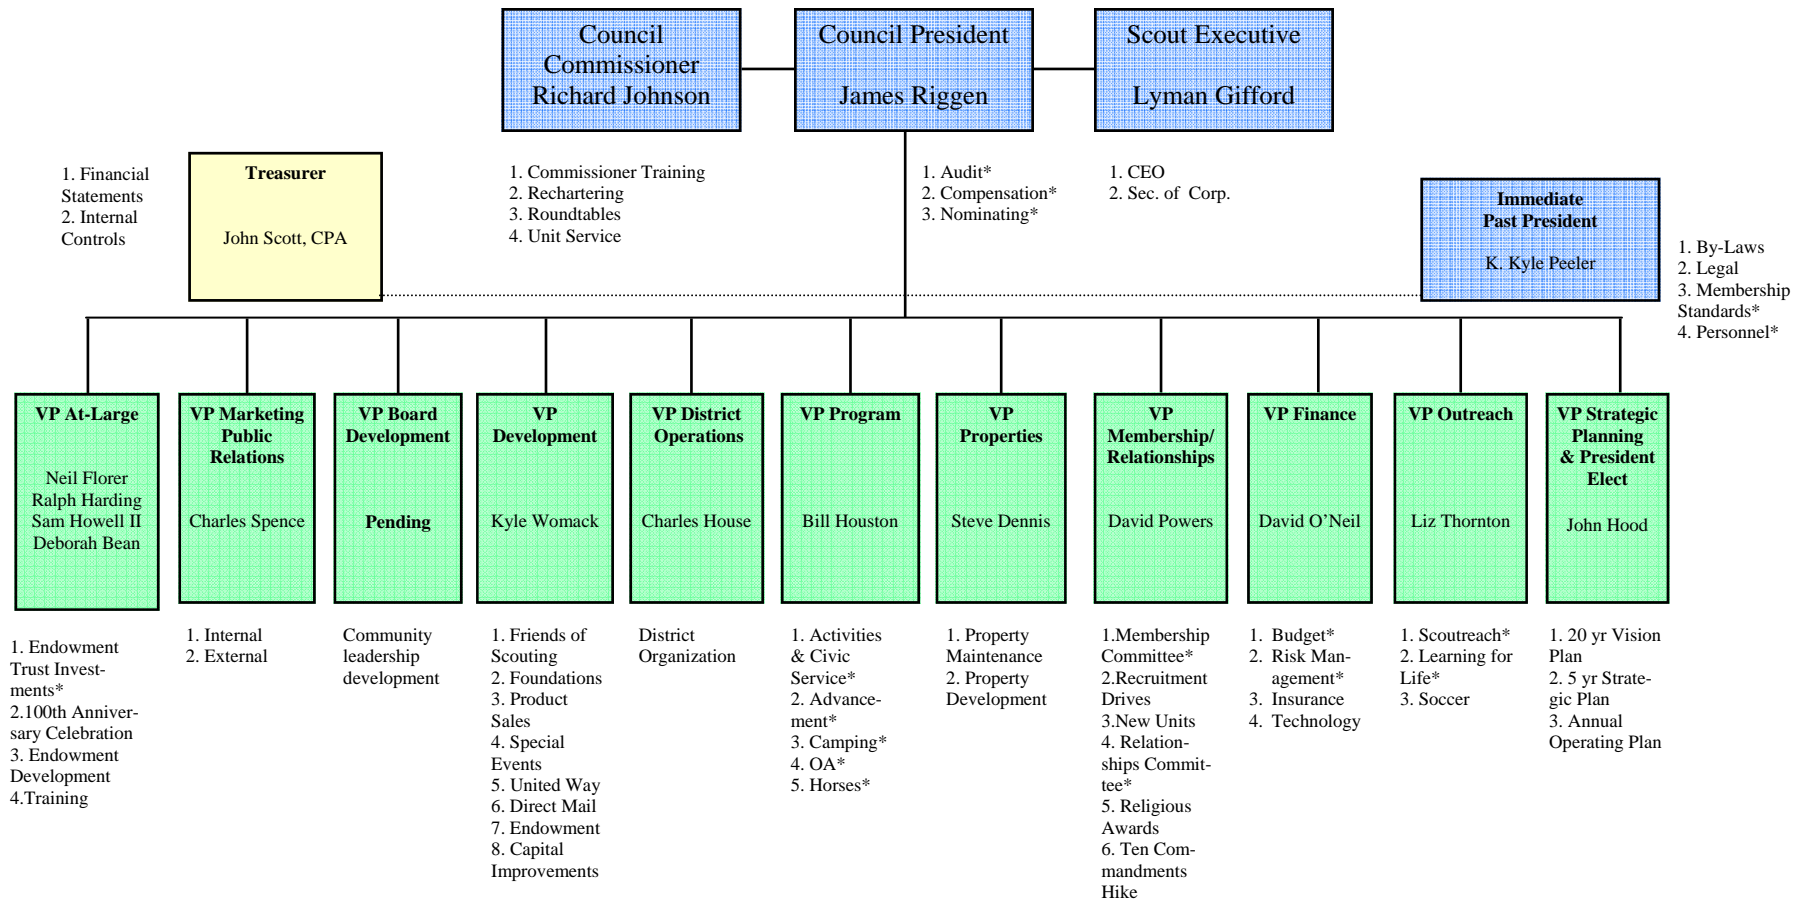 Council
Commissioner
Richard Johnson
Council President
James Riggen
Scout Executive
Lyman Gifford
1. Financial
Statements
2. Internal
Controls
Treasurer
John Scott, CPA
1. Commissioner Training
2. Rechartering
3. Roundtables
4. Unit Service
1. Audit*
2. Compensation*
3. Nominating*
1. CEO
2. Sec. of  Corp.
Immediate
Past President
K. Kyle Peeler
1. By-Laws
2. Legal
3. Membership
Standards*
4. Personnel*
VP At-Large
Neil Florer
Ralph Harding
Sam Howell II
Deborah Bean
VP Marketing
Public
Relations
Charles Spence
VP Board
Development
Pending
VP
Development
Kyle Womack
VP District
Operations
Charles House
VP Program
Bill Houston
VP
Properties
Steve Dennis
VP
Membership/
Relationships
David Powers
VP Finance
David O’Neil
VP Outreach
Liz Thornton
VP Strategic
Planning
& President
Elect
John Hood
1. Endowment
Trust Invest-
ments*
2.100th Anniver-
sary Celebration
3. Endowment
Development
4.Training
1. Internal
2. External
Community
leadership
development
1. Friends of
Scouting
2. Foundations
3. Product
Sales
4. Special
Events
5. United Way
6. Direct Mail
7. Endowment
8. Capital
Improvements
District
Organization
1. Activities
& Civic
Service*
2. Advance-
ment*
3. Camping*
4. OA*
5. Horses*
1. Property
Maintenance
2. Property
Development
1.Membership
Committee*
2.Recruitment
Drives
3.New Units
4. Relation-
ships Commit-
tee*
5. Religious
Awards
6. Ten Com-
mandments
Hike
1. Budget*
2. Risk Man-
agement*
3. Insurance
4. Technology
1. Scoutreach*
2. Learning for
Life*
3. Soccer
1. 20 yr Vision
Plan
2. 5 yr Strate-
gic Plan
3. Annual
Operating Plan